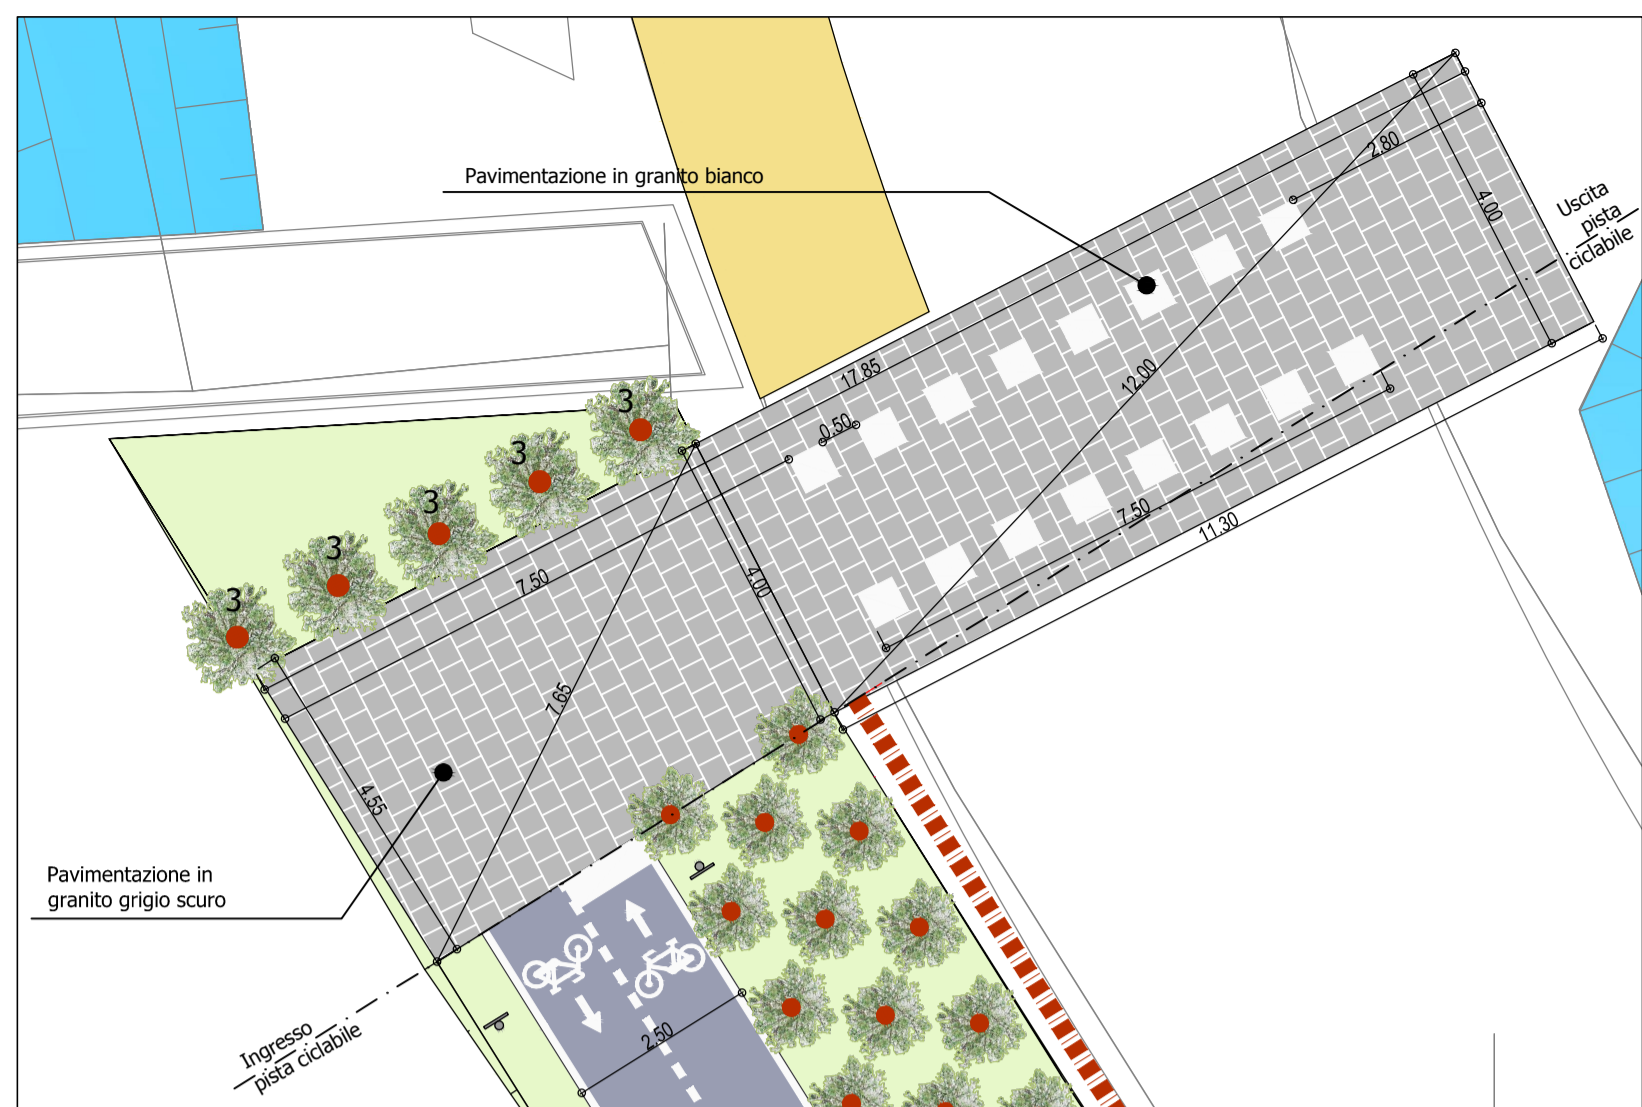 Pavimentazione in granito bianco
2.80
4.00
Uscita
pista
ciclabile
17.85
12.00
3
0.50
3
3
3
3
7.50
4.00
7.50
11.30
7.65
4.55
Pavimentazione in
granito grigio scuro
2.50
Ingresso
pista ciclabile